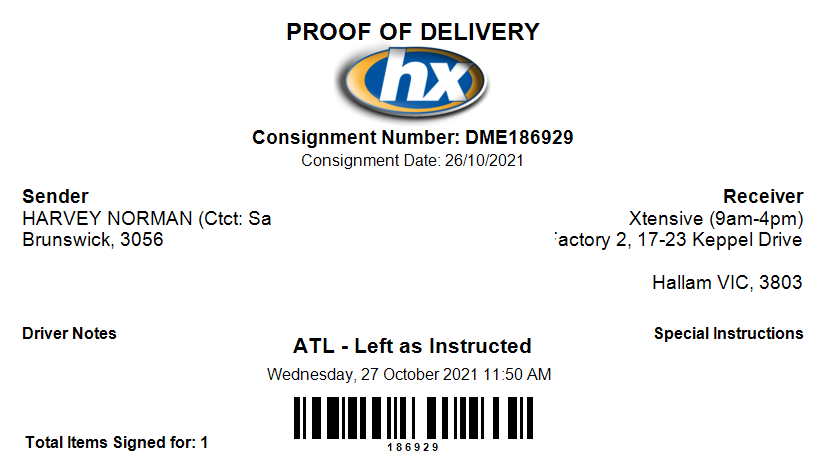 PROOF OF DELIVERY
hx
Consignment Number: DME186929
Consignment Date: 26/10/2021
Sender
HARVEY NORMAN (Ctct: Sa
Brunswick, 3056
Receiver
Xtensive (9am-4pm)
Factory 2, 17-23 Keppel Drive
Hallam VIC, 3803
Driver Notes
Special Instructions
ATL - Left as Instructed
Wednesday, 27 October 2021 11:50 AM
186929
Total Items Signed for: 1